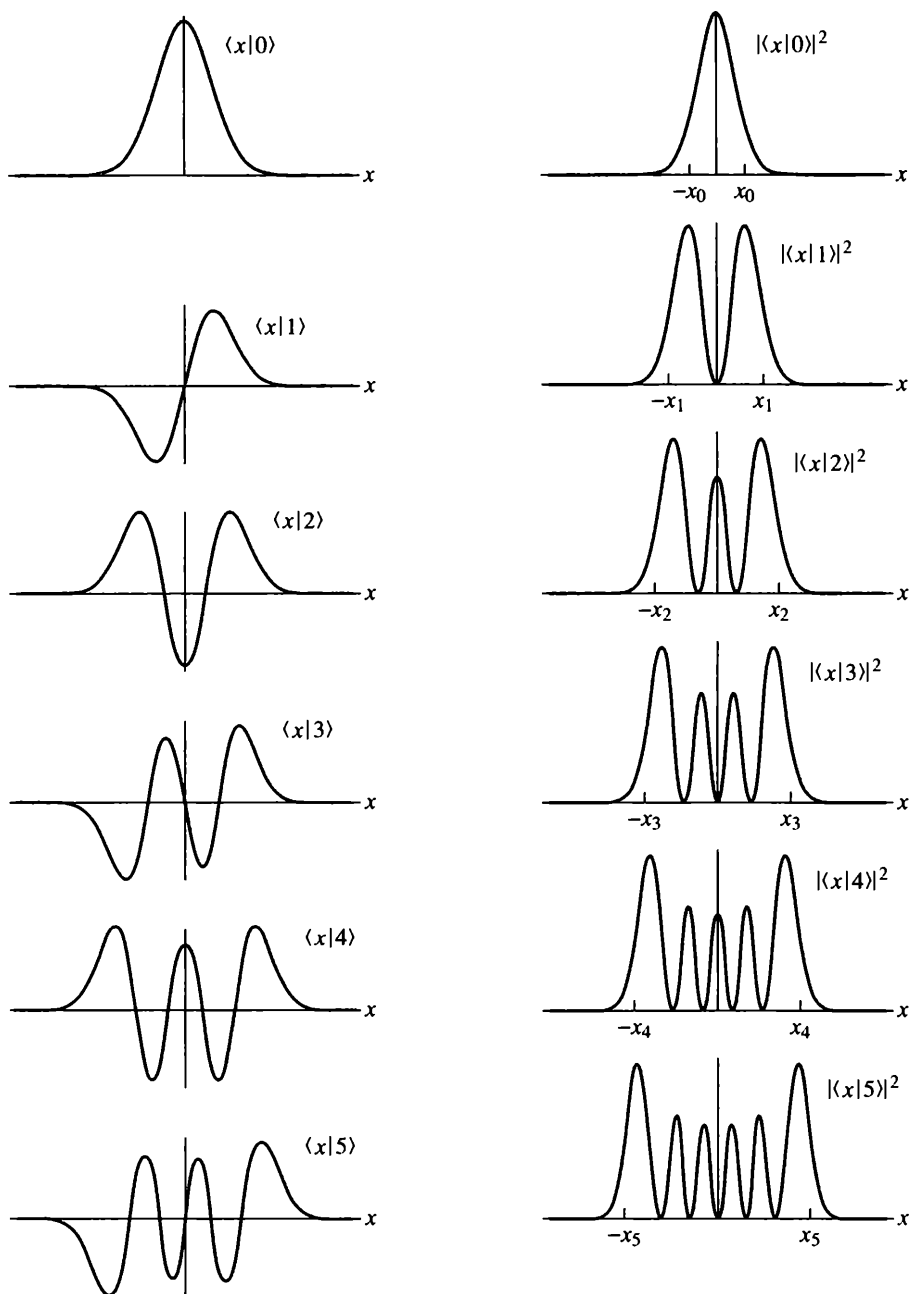 ⟨x|0⟩
x
|⟨x|0⟩|²
x
−x₀
x₀
⟨x|1⟩
x
|⟨x|1⟩|²
x
−x₁
x₁
⟨x|2⟩
x
|⟨x|2⟩|²
x
−x₂
x₂
⟨x|3⟩
x
|⟨x|3⟩|²
x
−x₃
x₃
⟨x|4⟩
x
|⟨x|4⟩|²
x
−x₄
x₄
⟨x|5⟩
x
|⟨x|5⟩|²
x
−x₅
x₅